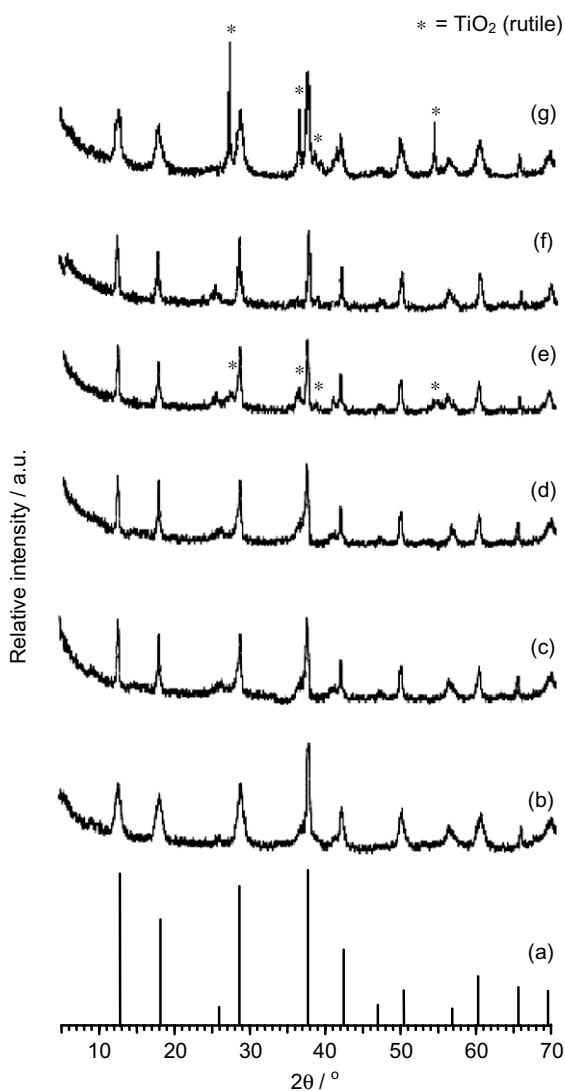 * = TiO₂ (rutile)
*
*
*
*
(g)
(f)
(e)
*
*
*
*
(d)
(c)
(b)
(a)
Relative intensity / a.u.
10 20 30 40 50 60 70
2θ / °